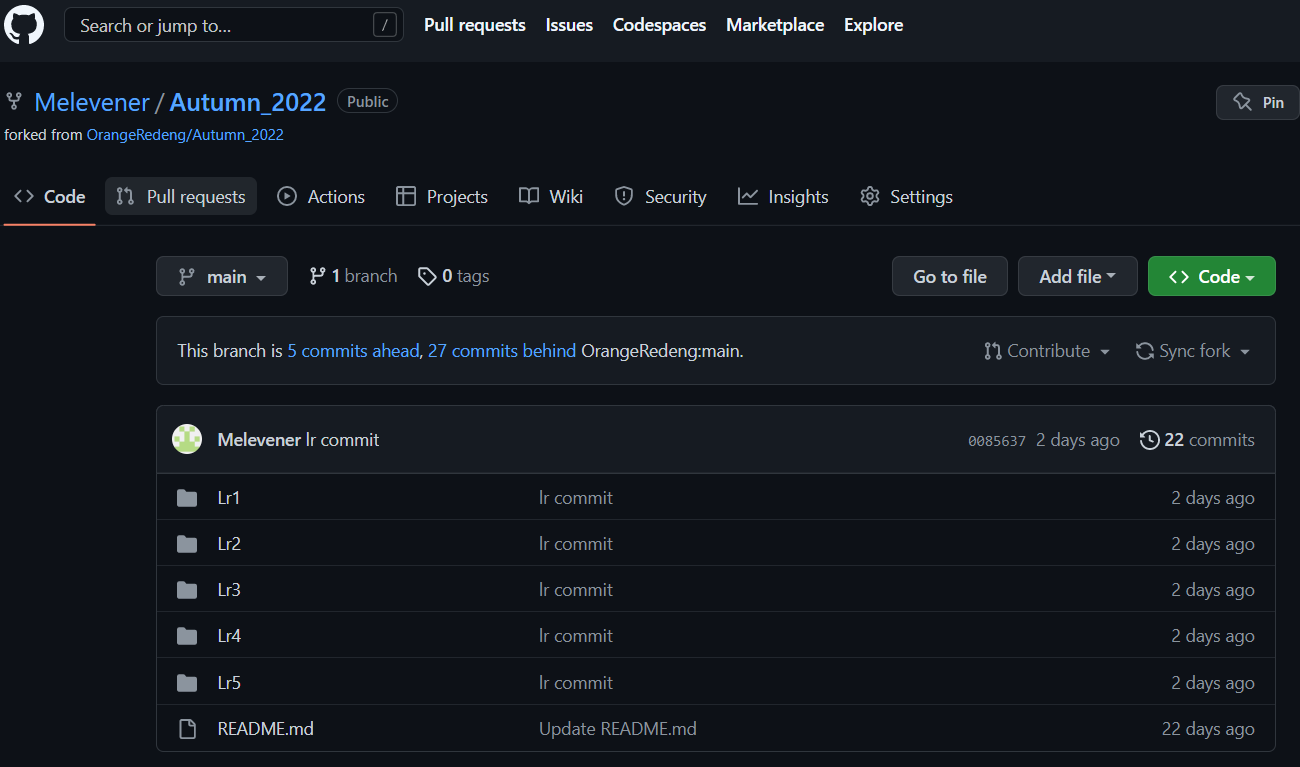 Search or jump to... / Pull requests Issues Codespaces Marketplace Explore
Melevener / Autumn_2022 Public Pin
forked from OrangeRedeng/Autumn_2022
Code Pull requests Actions Projects Wiki Security Insights Settings
main 1 branch 0 tags Go to file Add file Code
This branch is 5 commits ahead, 27 commits behind OrangeRedeng:main. Contribute Sync fork
Melevener lr commit 0085637 2 days ago 22 commits
Lr1 lr commit 2 days ago
Lr2 lr commit 2 days ago
Lr3 lr commit 2 days ago
Lr4 lr commit 2 days ago
Lr5 lr commit 2 days ago
README.md Update README.md 22 days ago